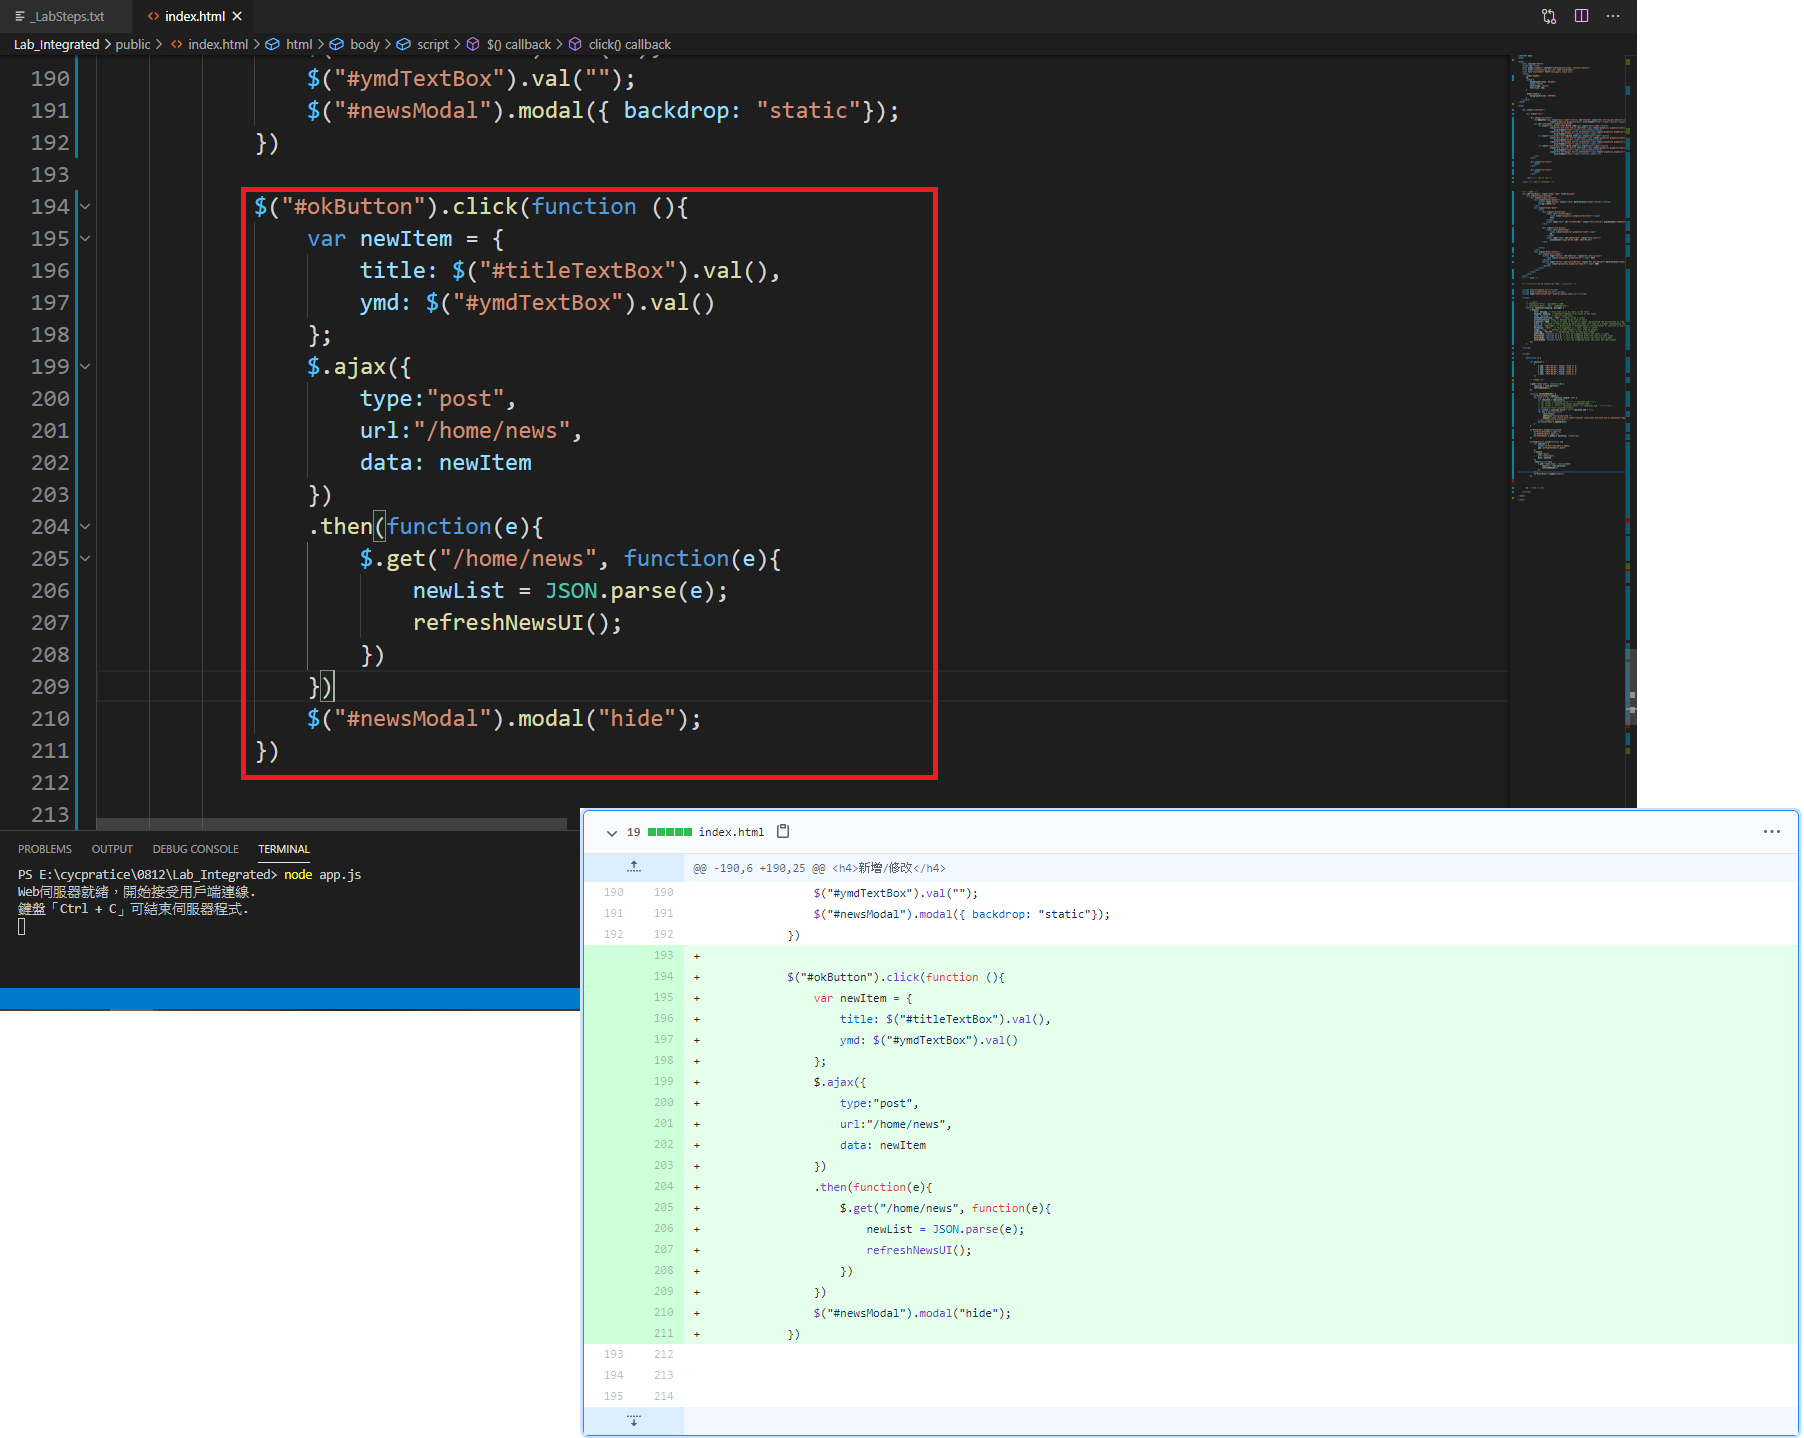 _LabSteps.txt
index.html
Lab_Integrated > public > index.html > html > body > script > $() callback > click() callback
190 $("#ymdTextBox").val("");
191 $("#newsModal").modal({ backdrop: "static"});
192 })
193
194 $("#okButton").click(function (){
195 var newItem = {
196 title: $("#titleTextBox").val(),
197 ymd: $("#ymdTextBox").val()
198 };
199 $.ajax({
200 type:"post",
201 url:"/home/news",
202 data: newItem
203 })
204 .then(function(e){
205 $.get("/home/news", function(e){
206 newList = JSON.parse(e);
207 refreshNewsUI();
208 })
209 })
210 $("#newsModal").modal("hide");
211 })
212
213
PROBLEMS OUTPUT DEBUG CONSOLE TERMINAL
PS E:\cycpratice\0812\Lab_Integrated> node app.js
Web伺服器就緒，開始接受用戶端連線.
鍵盤「Ctrl + C」可結束伺服器程式.
19 index.html
@@ -190,6 +190,25 @@ <h4>新增/修改</h4>
190 190 $("#ymdTextBox").val("");
191 191 $("#newsModal").modal({ backdrop: "static"});
192 192 })
193 +
194 + $("#okButton").click(function (){
195 + var newItem = {
196 + title: $("#titleTextBox").val(),
197 + ymd: $("#ymdTextBox").val()
198 + };
199 + $.ajax({
200 + type:"post",
201 + url:"/home/news",
202 + data: newItem
203 + })
204 + .then(function(e){
205 + $.get("/home/news", function(e){
206 + newList = JSON.parse(e);
207 + refreshNewsUI();
208 + })
209 + })
210 + $("#newsModal").modal("hide");
211 + })
193 212
194 213
195 214